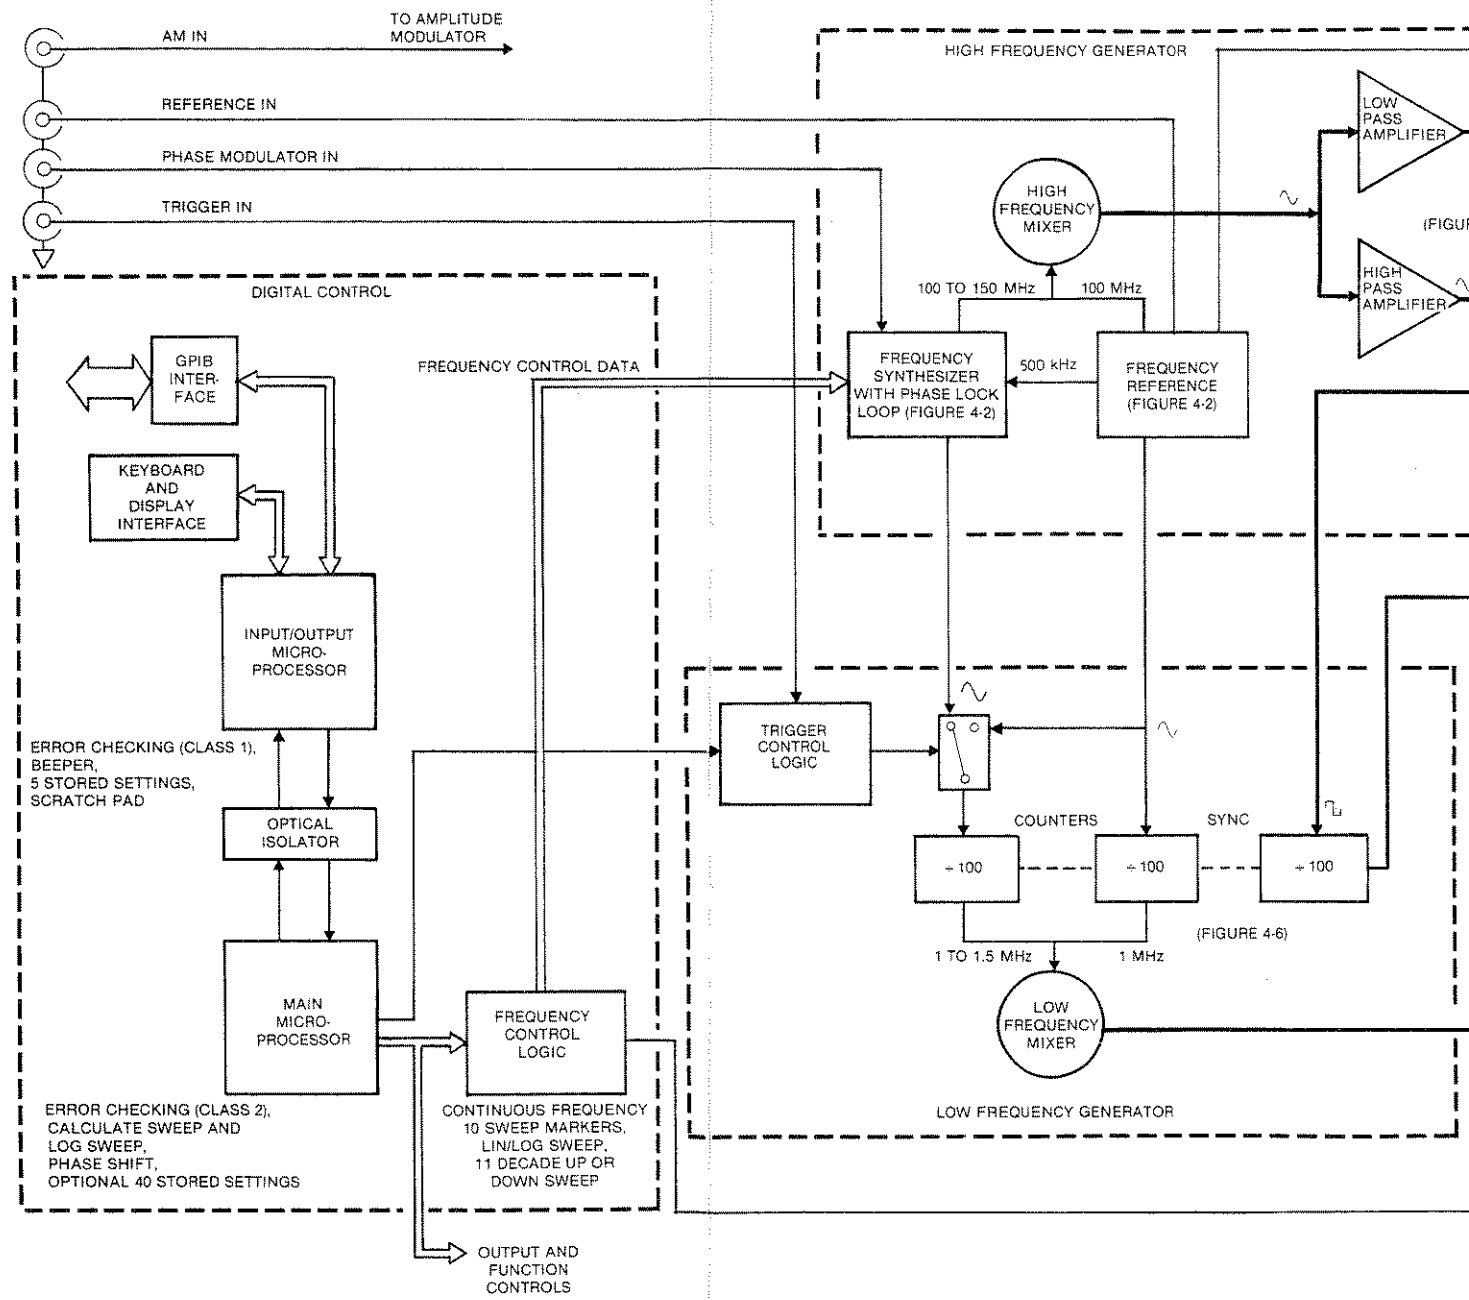 TO AMPLITUDE
MODULATOR
AM IN
REFERENCE IN
PHASE MODULATOR IN
TRIGGER IN
HIGH FREQUENCY GENERATOR
LOW
PASS
AMPLIFIER
HIGH
FREQUENCY
MIXER
(FIGUR
HIGH
PASS
AMPLIFIER
100 TO 150 MHz
100 MHz
FREQUENCY
SYNTHESIZER
WITH PHASE LOCK
LOOP (FIGURE 4-2)
500 kHz
FREQUENCY
REFERENCE
(FIGURE 4-2)
DIGITAL CONTROL
GPIB
INTER-
FACE
FREQUENCY CONTROL DATA
KEYBOARD
AND
DISPLAY
INTERFACE
INPUT/OUTPUT
MICRO-
PROCESSOR
ERROR CHECKING (CLASS 1),
BEEPER,
5 STORED SETTINGS,
SCRATCH PAD
OPTICAL
ISOLATOR
MAIN
MICRO-
PROCESSOR
FREQUENCY
CONTROL
LOGIC
ERROR CHECKING (CLASS 2),
CALCULATE SWEEP AND
LOG SWEEP,
PHASE SHIFT,
OPTIONAL 40 STORED SETTINGS
CONTINUOUS FREQUENCY
10 SWEEP MARKERS,
LIN/LOG SWEEP,
11 DECADE UP OR
DOWN SWEEP
OUTPUT AND
FUNCTION
CONTROLS
TRIGGER
CONTROL
LOGIC
COUNTERS
SYNC
÷100
÷100
÷100
(FIGURE 4-6)
1 TO 1.5 MHz
1 MHz
LOW
FREQUENCY
MIXER
LOW FREQUENCY GENERATOR